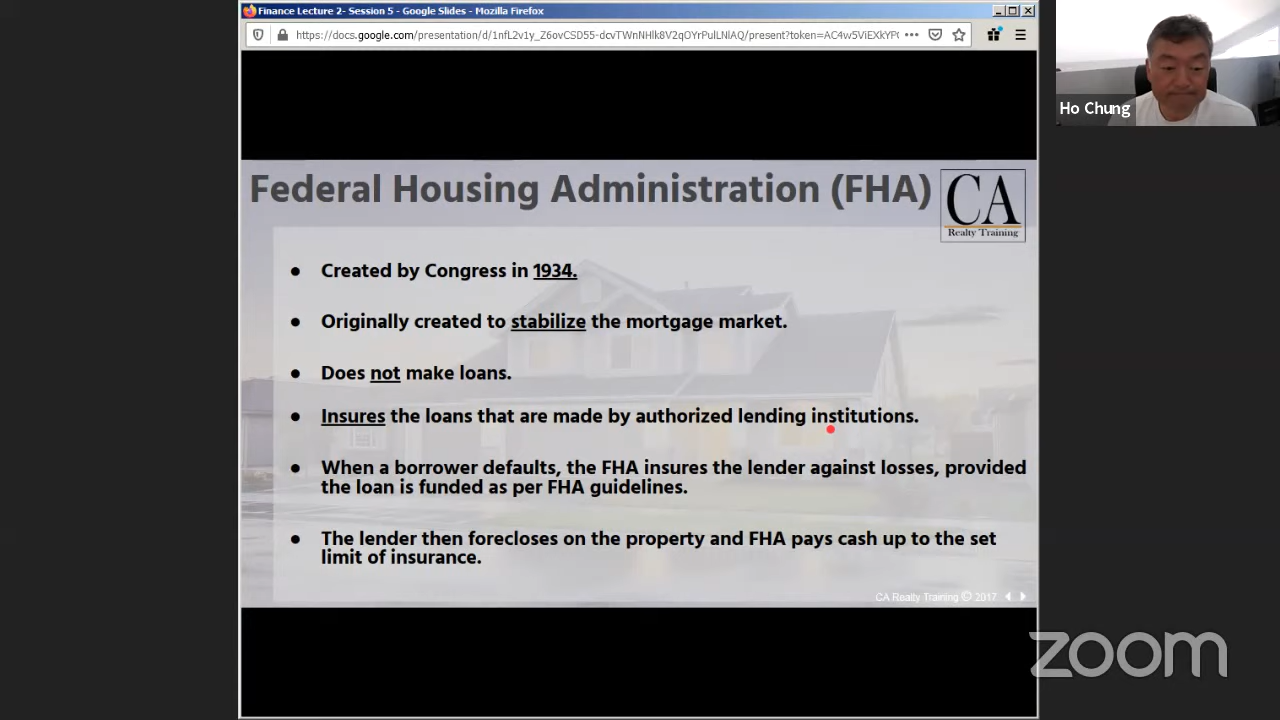 Finance Lecture 2- Session 5 - Google Slides - Mozilla Firefox
Ho Chung
Federal Housing Administration (FHA)
CA
Realty Training
● Created by Congress in 1934.
● Originally created to stabilize the mortgage market.
● Does not make loans.
● Insures the loans that are made by authorized lending institutions.
● When a borrower defaults, the FHA insures the lender against losses, provided
the loan is funded as per FHA guidelines.
● The lender then forecloses on the property and FHA pays cash up to the set
limit of insurance.
CA Realty Training © 2017
zoom